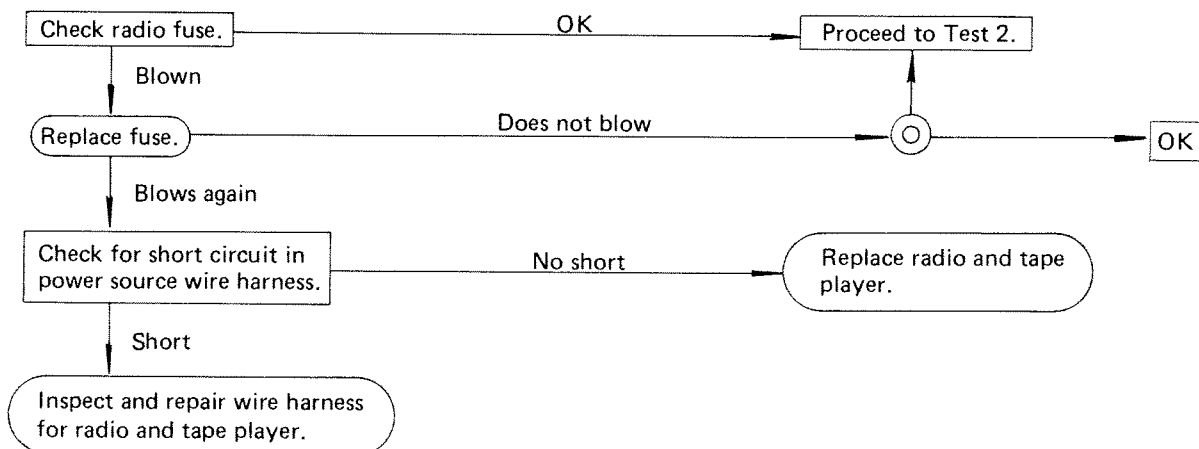 Check radio fuse.
OK
Proceed to Test 2.
Blown
Replace fuse.
Does not blow
OK
Blows again
Check for short circuit in
power source wire harness.
No short
Replace radio and tape
player.
Short
Inspect and repair wire harness
for radio and tape player.